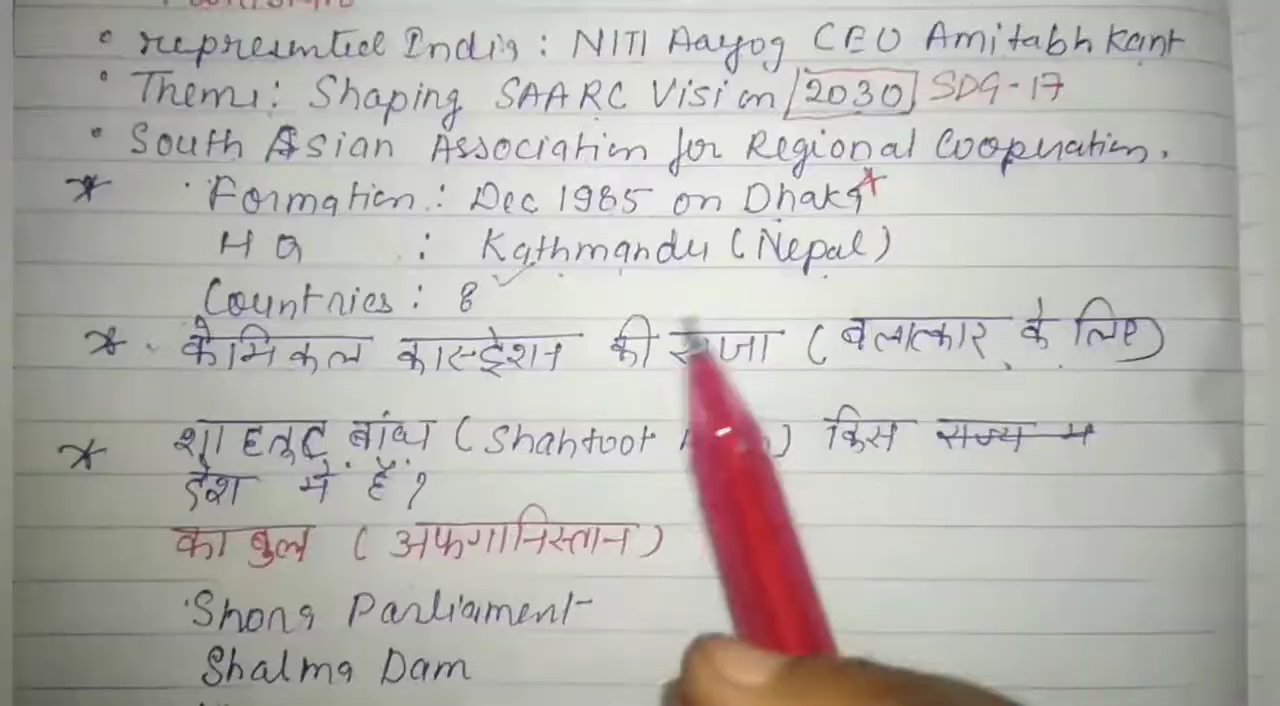 • represented India : NITI Aayog CEO Amitabh Kant
• Theme : Shaping SAARC Vision 2030 SDG-17
• South Asian Association for Regional Cooperation.
* · Formation : Dec 1985 on Dhaka *
HQ : Kathmandu (Nepal)
Countries : 8
* · कैमिकल कास्ट्रेशन की सजा (बलात्कार के लिए)
* शाहतूट बांध (Shahtoot) किस राज्य में
देश में है ?
काबुल (अफगानिस्तान)
Shona Parliament
Shalma Dam